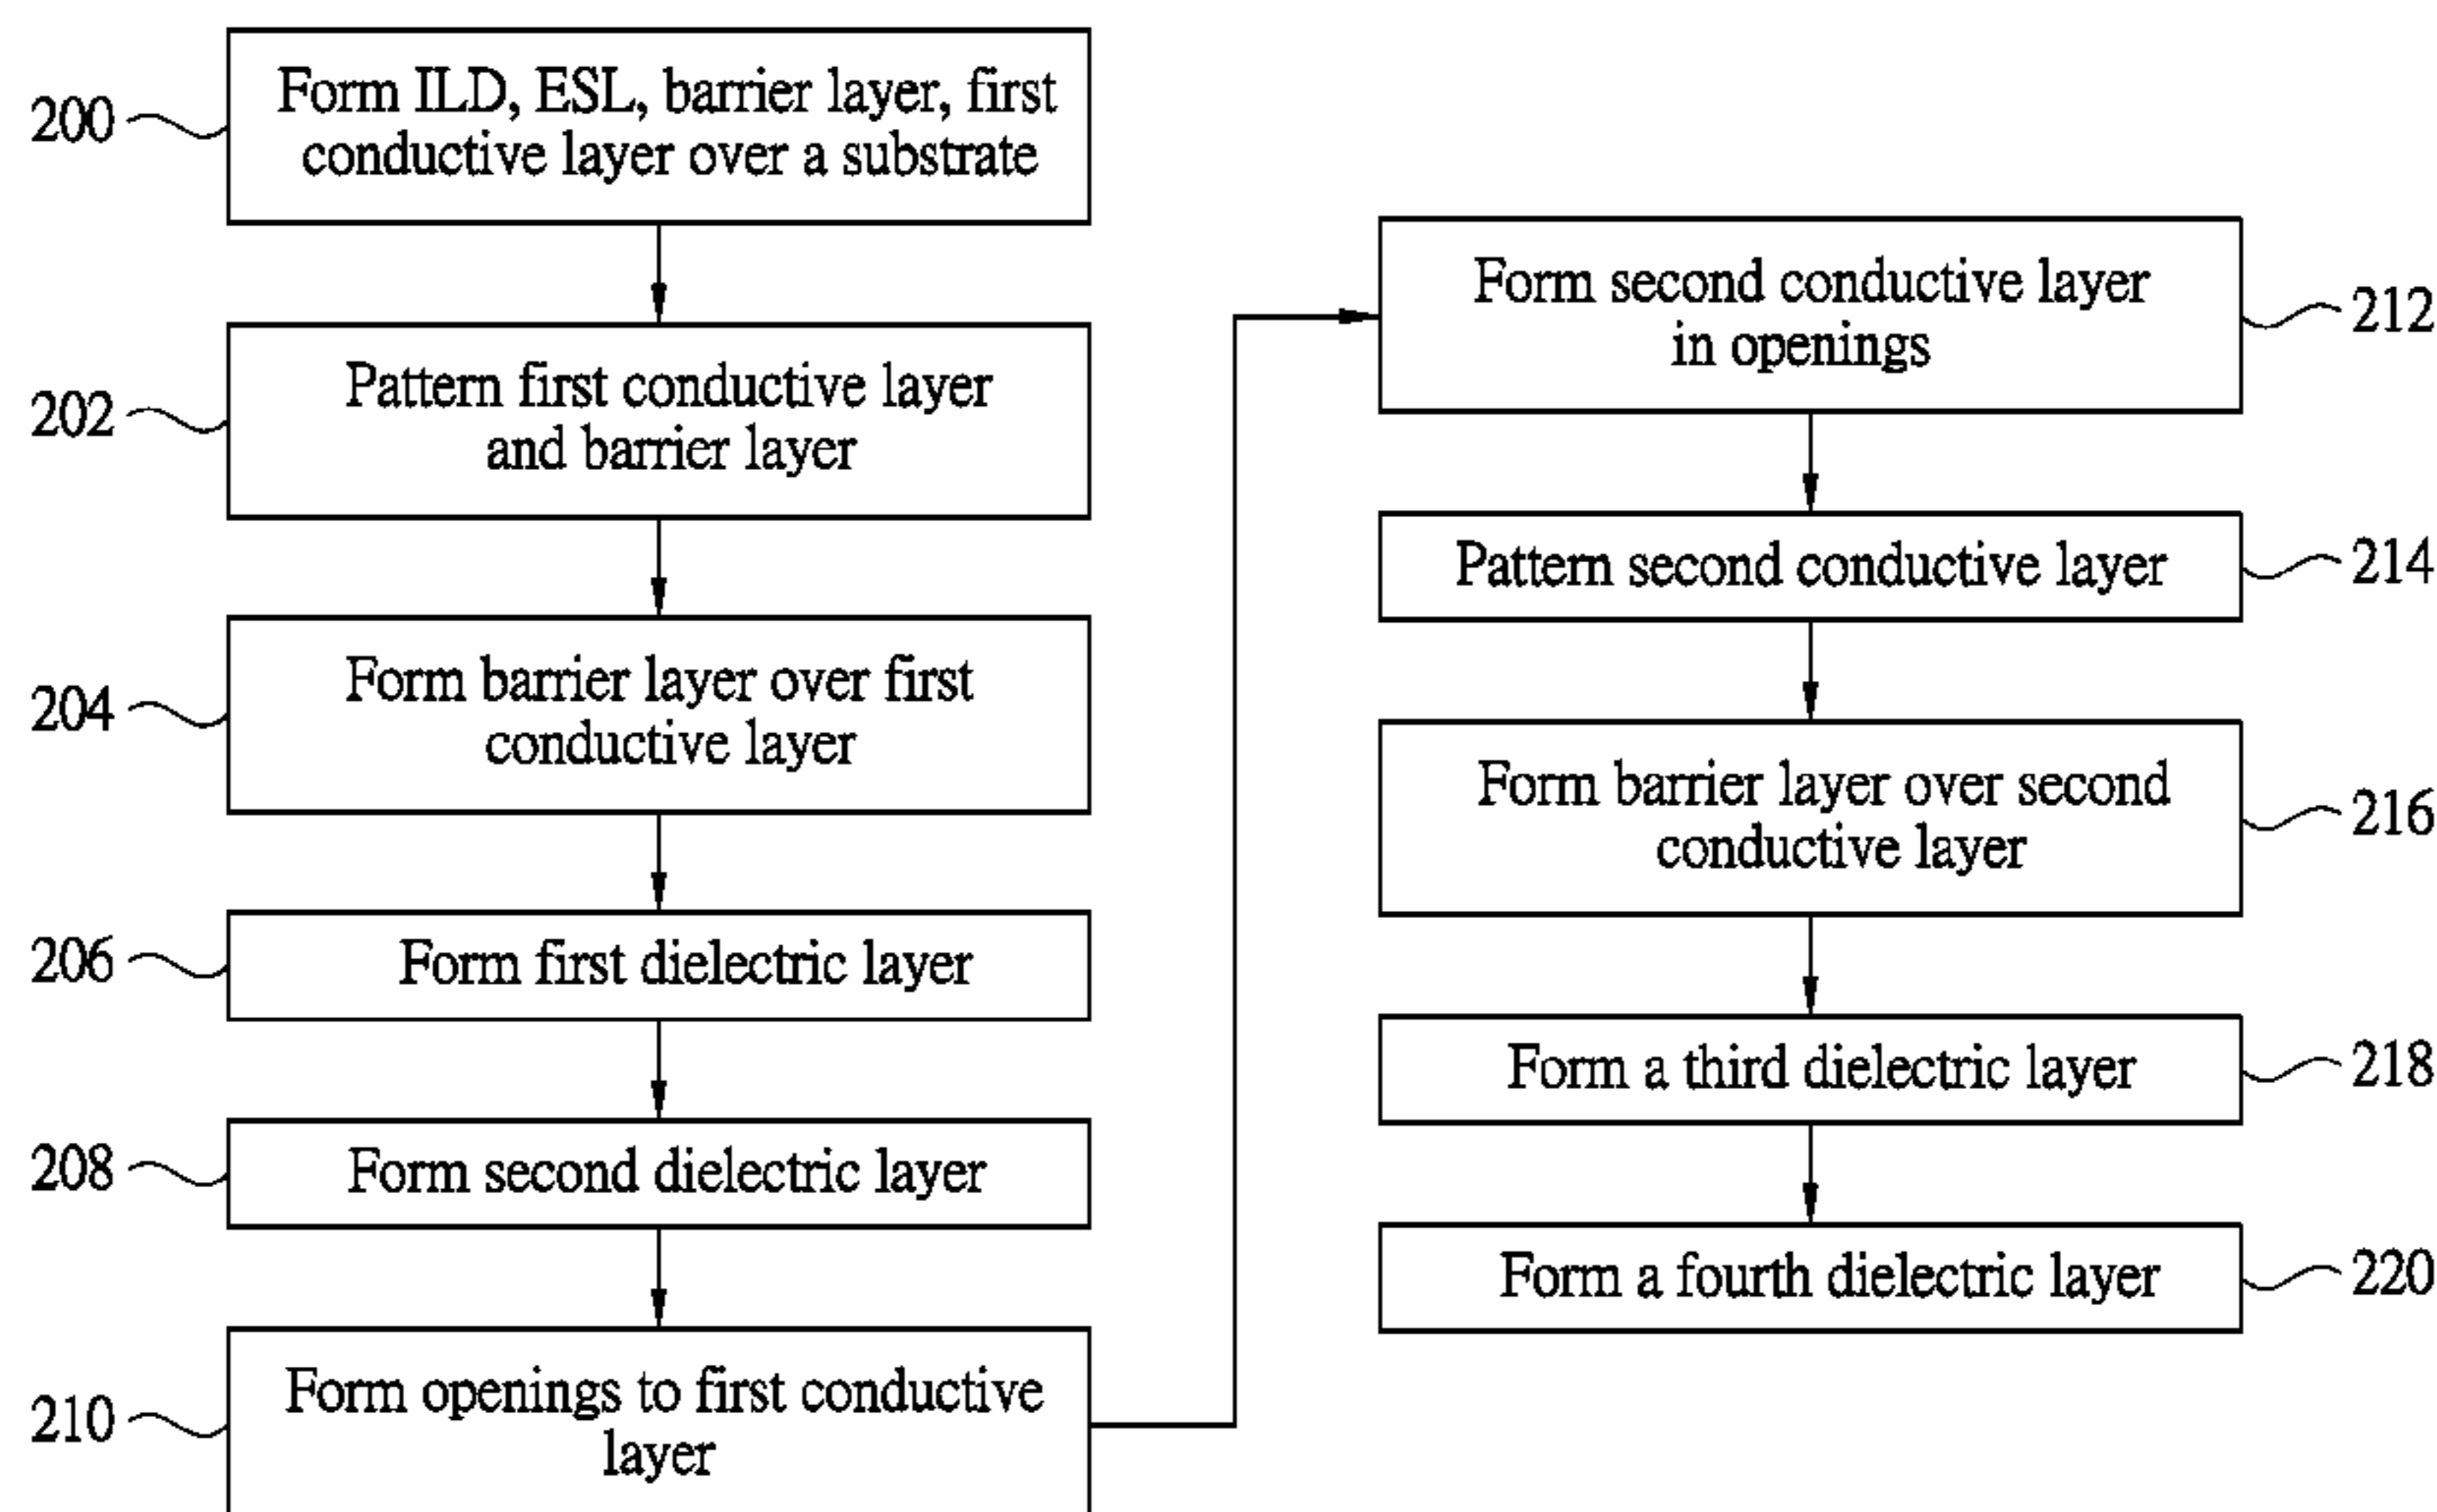 200
Form ILD, ESL, barrier layer, first
conductive layer over a substrate
202
Pattern first conductive layer
and barrier layer
204
Form barrier layer over first
conductive layer
206
Form first dielectric layer
208
Form second dielectric layer
210
Form openings to first conductive
layer
Form second conductive layer
in openings
212
Pattern second conductive layer
214
Form barrier layer over second
conductive layer
216
Form a third dielectric layer
218
Form a fourth dielectric layer
220